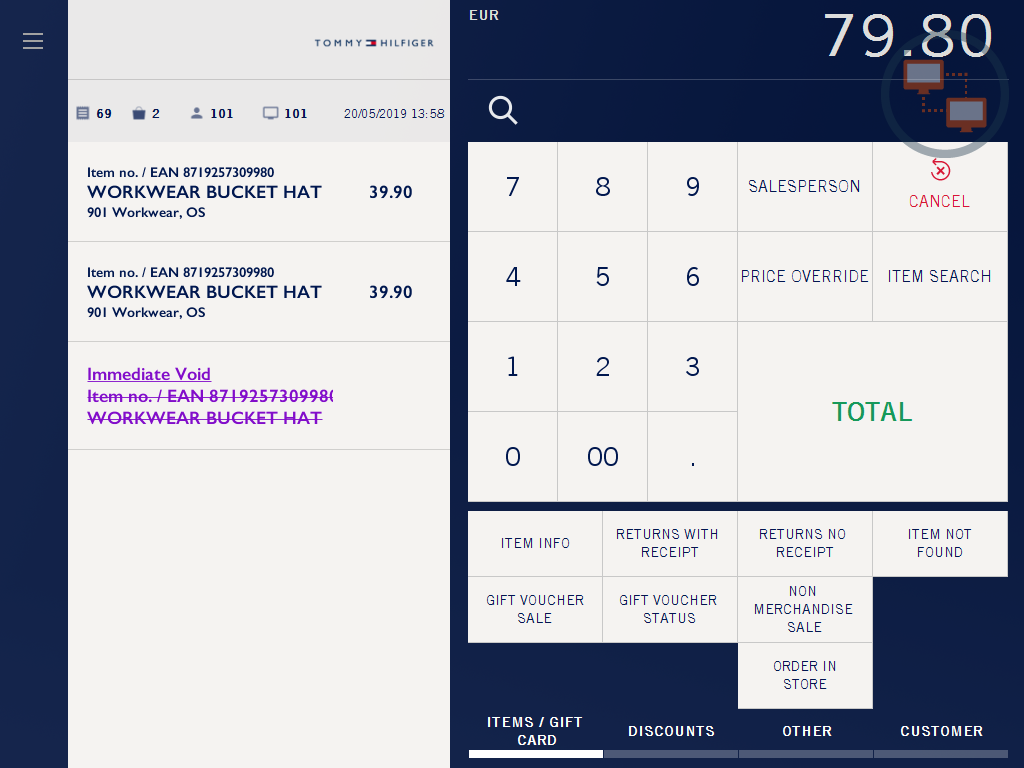 TOMMY HILFIGER
69 2 101 101 20/05/2019 13:58
Item no. / EAN 8719257309980
WORKWEAR BUCKET HAT 39.90
901 Workwear, OS
Item no. / EAN 8719257309980
WORKWEAR BUCKET HAT 39.90
901 Workwear, OS
Immediate Void
Item no. / EAN 8719257309980
WORKWEAR BUCKET HAT
EUR
79.80
7 8 9 SALESPERSON CANCEL
4 5 6 PRICE OVERRIDE ITEM SEARCH
1 2 3
TOTAL
0 00 .
ITEM INFO
RETURNS WITH
RECEIPT
RETURNS NO
RECEIPT
ITEM NOT
FOUND
GIFT VOUCHER
SALE
GIFT VOUCHER
STATUS
NON
MERCHANDISE
SALE
ORDER IN
STORE
ITEMS / GIFT
CARD
DISCOUNTS
OTHER
CUSTOMER